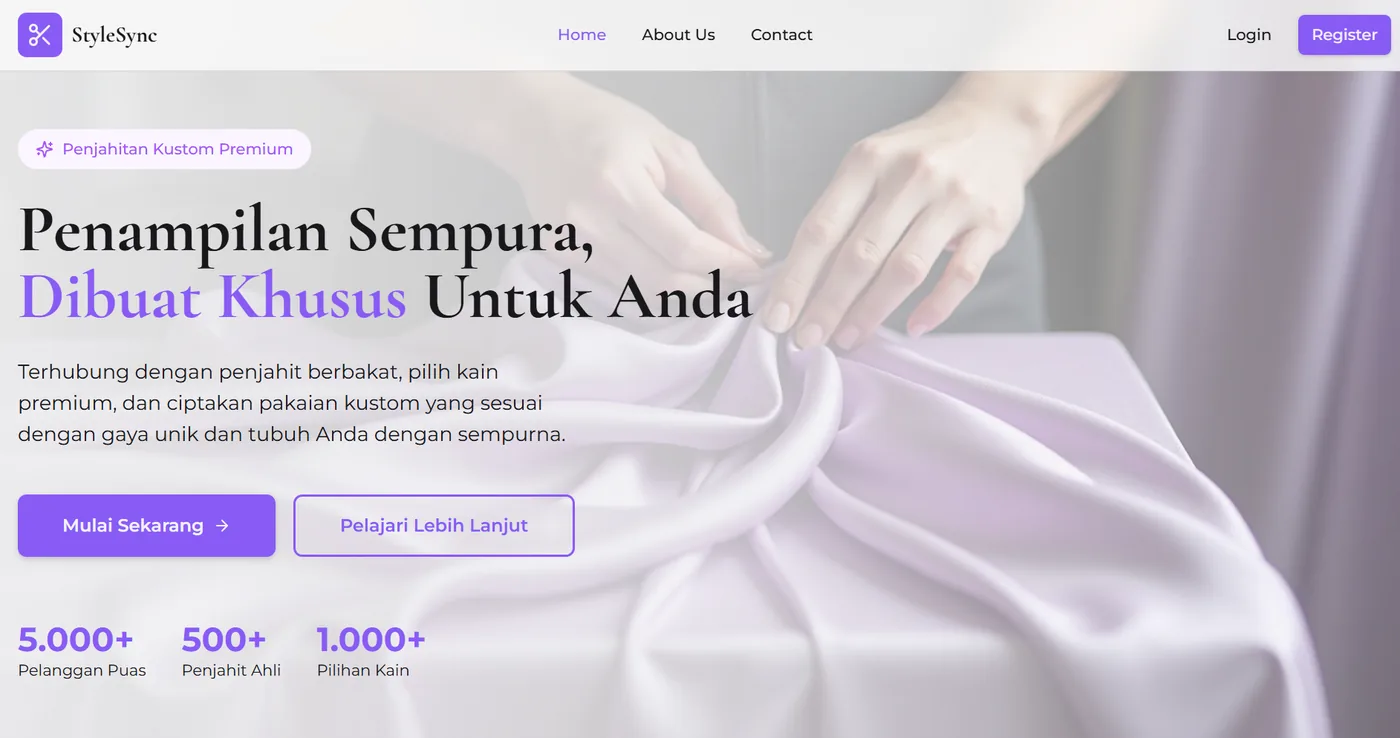 StyleSync
Home
About Us
Contact
Login
Register
Penjahitan Kustom Premium
Penampilan Sempura,
Dibuat Khusus Untuk Anda
Terhubung dengan penjahit berbakat, pilih kain
premium, dan ciptakan pakaian kustom yang sesuai
dengan gaya unik dan tubuh Anda dengan sempurna.
Mulai Sekarang →
Pelajari Lebih Lanjut
5.000+
Pelanggan Puas
500+
Penjahit Ahli
1.000+
Pilihan Kain